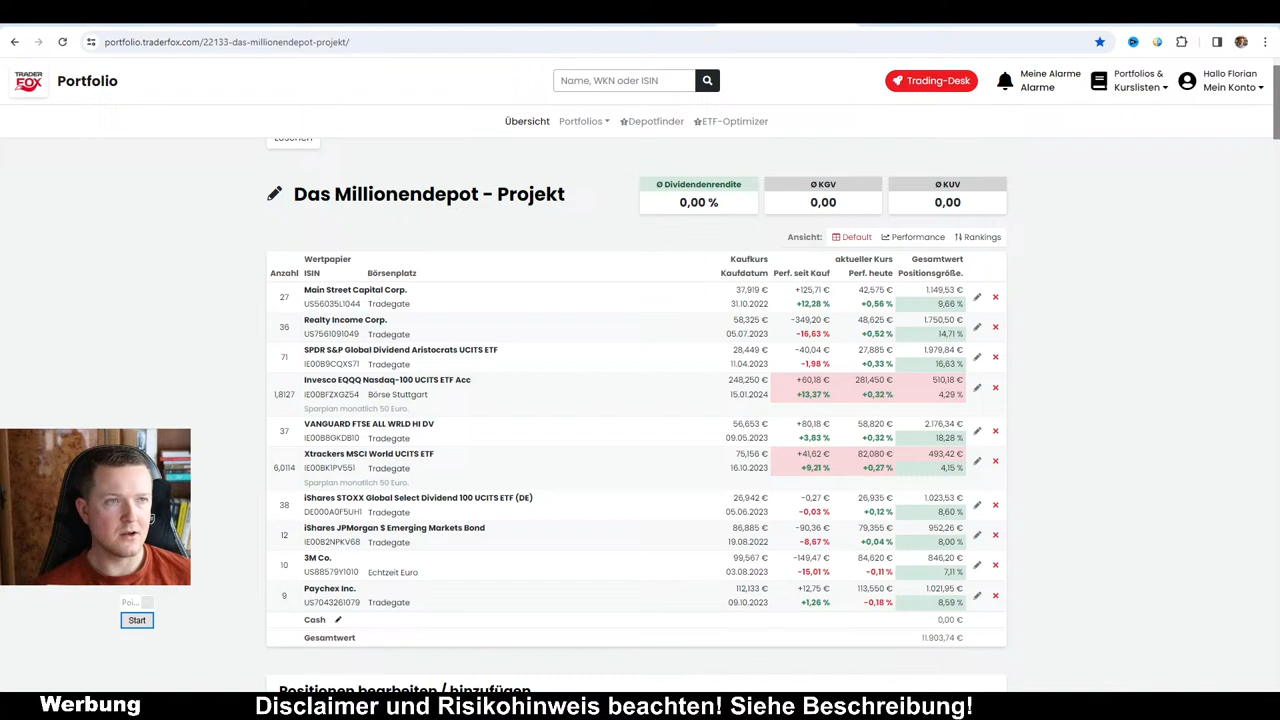 portfolio.traderfox.com/22133-das-millionendepot-projekt/
TRADER FOX
Portfolio
Name, WKN oder ISIN
Trading-Desk
Meine Alarme
Alarme
Portfolios &
Kurslisten
Hallo Florian
Mein Konto
Übersicht Portfolios Depotfinder ETF-Optimizer
Löschen
Das Millionendepot - Projekt
Ø Dividendenrendite Ø KGV Ø KUV
0,00 % 0,00 0,00
Ansicht: Default Performance Rankings
Wertpapier Kaufkurs aktueller Kurs Gesamtwert
Anzahl ISIN Börsenplatz Kaufdatum Perf. seit Kauf Perf. heute Positionsgröße.
Main Street Capital Corp. 37,919 € +125,71 € 42,575 € 1.149,53 €
27 US56035L1044 Tradegate 31.10.2022 +12,28 % +0,56 % 9,66 %
Realty Income Corp. 58,325 € -349,20 € 48,625 € 1.750,50 €
36 US7561091049 Tradegate 05.07.2023 -16,63 % +0,52 % 14,71 %
SPDR S&P Global Dividend Aristocrats UCITS ETF 28,449 € -40,04 € 27,885 € 1.979,84 €
71 IE00B9CQXS71 Tradegate 11.04.2023 -1,98 % +0,33 % 16,63 %
Invesco EQQQ Nasdaq-100 UCITS ETF Acc 248,250 € +60,18 € 281,450 € 510,18 €
1,8127 IE00BFZXGZ54 Börse Stuttgart 15.01.2024 +13,37 % +0,32 % 4,29 %
Sparplan monatlich 50 Euro.
VANGUARD FTSE ALL WRLD HI DV 56,653 € +80,18 € 58,820 € 2.176,34 €
37 IE00B8GKDB10 Tradegate 09.05.2023 +3,83 % +0,32 % 18,28 %
Xtrackers MSCI World UCITS ETF 75,156 € +41,62 € 82,080 € 493,42 €
6,0114 IE00BK1PV551 Tradegate 16.10.2023 +9,21 % +0,27 % 4,15 %
Sparplan monatlich 50 Euro.
iShares STOXX Global Select Dividend 100 UCITS ETF (DE) 26,942 € -0,27 € 26,935 € 1.023,53 €
38 DE000A0F5UH1 Tradegate 05.06.2023 -0,03 % +0,12 % 8,60 %
iShares JPMorgan $ Emerging Markets Bond 86,885 € -90,36 € 79,355 € 952,26 €
12 IE00B2NPKV68 Tradegate 19.08.2022 -8,67 % +0,04 % 8,00 %
3M Co. 99,567 € -149,47 € 84,620 € 846,20 €
10 US88579Y1010 Echtzeit Euro 03.08.2023 -15,01 % -0,11 % 7,11 %
Paychex Inc. 112,133 € +12,75 € 113,550 € 1.021,95 €
9 US7043261079 Tradegate 09.10.2023 +1,26 % -0,18 % 8,59 %
Cash 0,00 €
Gesamtwert 11.903,74 €
Poi...
Start
Positionen bearbeiten / hinzufügen
Werbung Disclaimer und Risikohinweis beachten! Siehe Beschreibung!